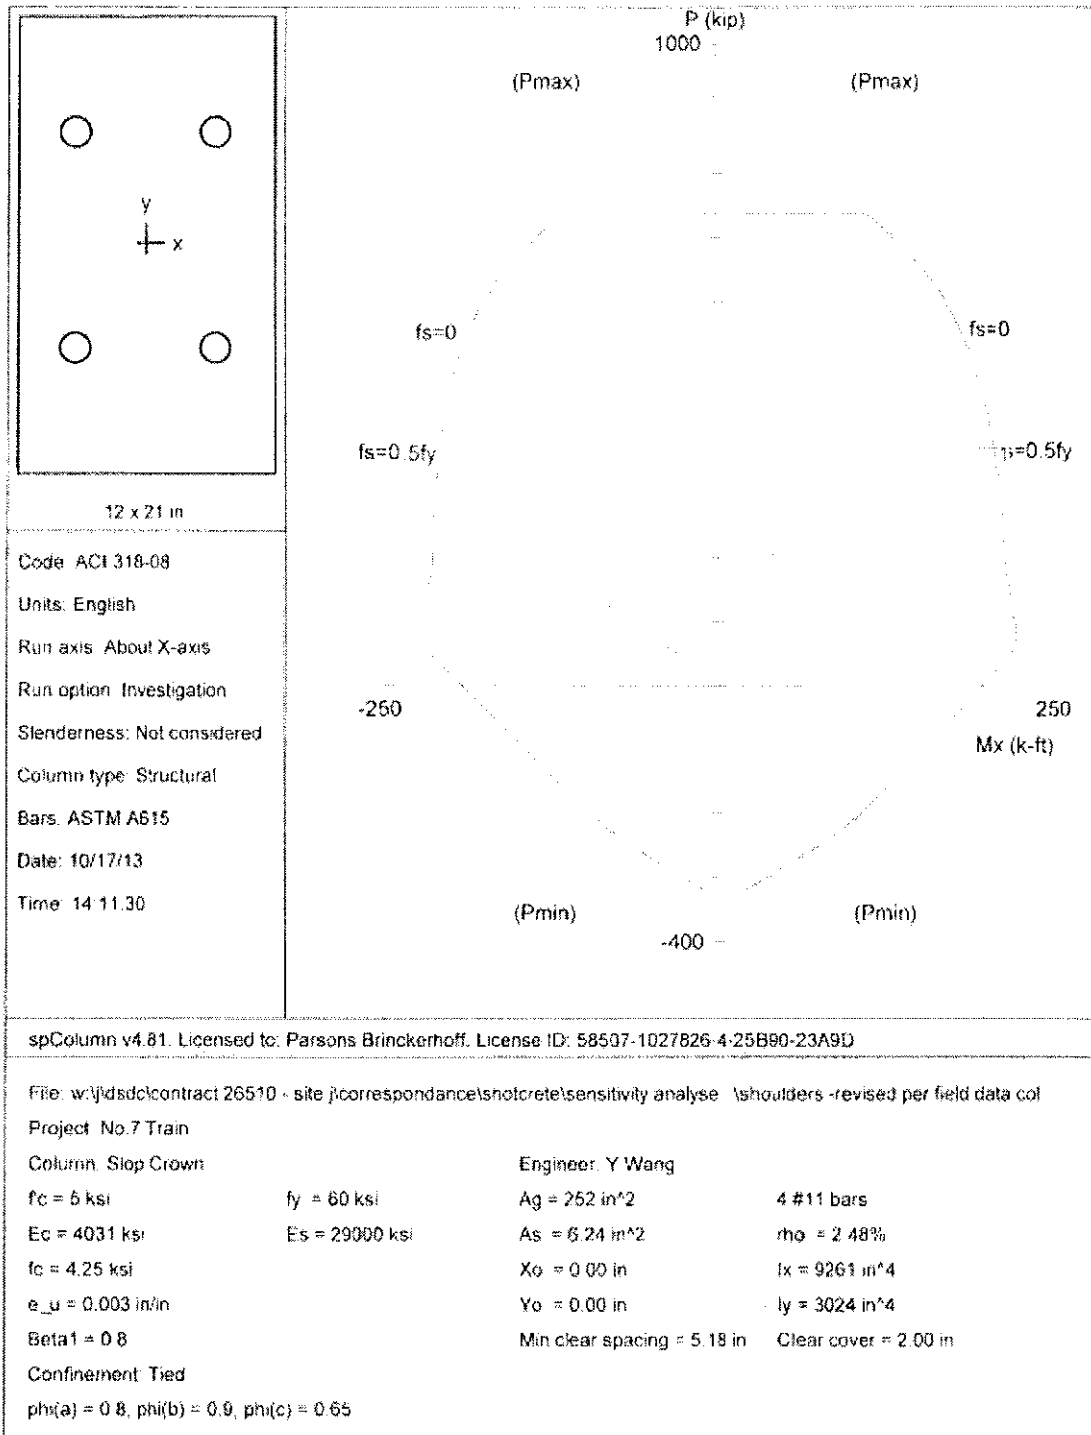 P (kip)
1000
(Pmax) (Pmax)
y
x
fs=0 fs=0
fs=0.5fy =0.5fy
12 x 21 in
Code: ACI 318-08
Units: English
Run axis: About X-axis
Run option: Investigation
Slenderness: Not considered
Column type: Structural
Bars: ASTM A615
Date: 10/17/13
Time: 14:11:30
-250 250
Mx (k-ft)
(Pmin) (Pmin)
-400
spColumn v4.81. Licensed to: Parsons Brinckerhoff. License ID: 58507-1027826-4-25B90-23A9D
File: w:\j\dsdc\contract 26510 - site j\correspondance\shotcrete\sensitivity analyse \shoulders -revised per field data col
Project: No.7 Train
Column: Slop Crown Engineer: Y Wang
f'c = 5 ksi fy = 60 ksi Ag = 252 in^2 4 #11 bars
Ec = 4031 ksi Es = 29000 ksi As = 6.24 in^2 rho = 2.48%
fc = 4.25 ksi Xo = 0.00 in Ix = 9261 in^4
e_u = 0.003 in/in Yo = 0.00 in Iy = 3024 in^4
Beta1 = 0.8 Min clear spacing = 5.18 in Clear cover = 2.00 in
Confinement: Tied
phi(a) = 0.8, phi(b) = 0.9, phi(c) = 0.65